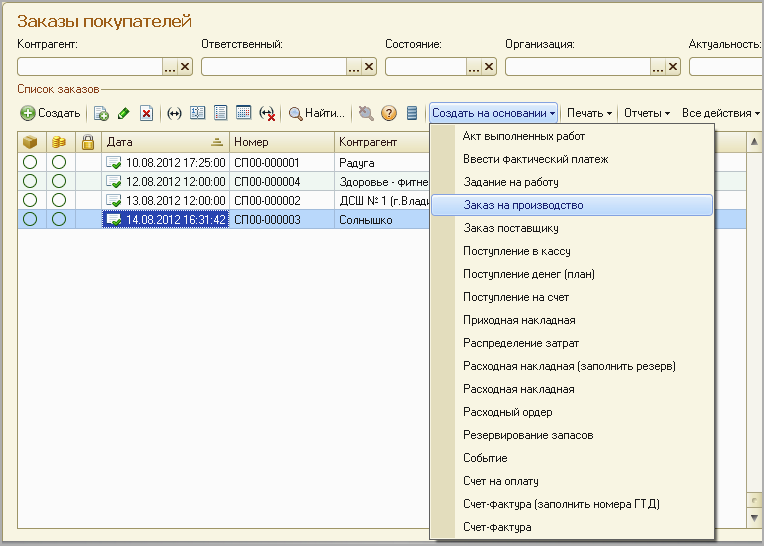 Заказы покупателей
Контрагент: Ответственный: Состояние: Организация: Актуальность:
... ... ... ...
Список заказов
Создать Найти... Создать на основании Печать Отчеты Все действия
Дата Номер Контрагент
10.08.2012 17:25:00 СП00-000001 Радуга
12.08.2012 12:00:00 СП00-000004 Здоровье - фитне
13.08.2012 12:00:00 СП00-000002 ДСШ № 1 (г.Влади
14.08.2012 16:31:42 СП00-000003 Солнышко
Акт выполненных работ
Ввести фактический платеж
Задание на работу
Заказ на производство
Заказ поставщику
Поступление в кассу
Поступление денег (план)
Поступление на счет
Приходная накладная
Распределение затрат
Расходная накладная (заполнить резерв)
Расходная накладная
Расходный ордер
Резервирование запасов
Событие
Счет на оплату
Счет-фактура (заполнить номера ГТД)
Счет-фактура